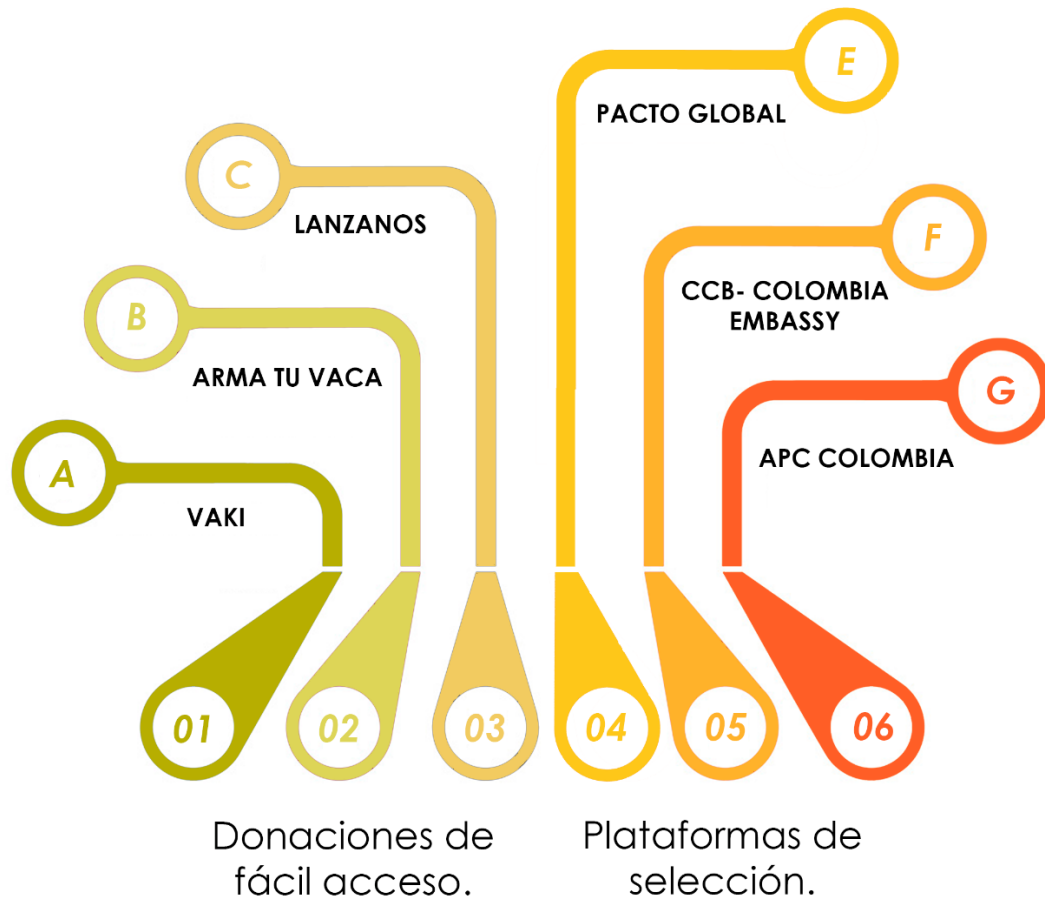 E
PACTO GLOBAL
C
LANZANOS
F
CCB- COLOMBIA
EMBASSY
B
ARMA TU VACA
G
APC COLOMBIA
A
VAKI
01
02
03
04
05
06
Donaciones de
fácil acceso.
Plataformas de
selección.